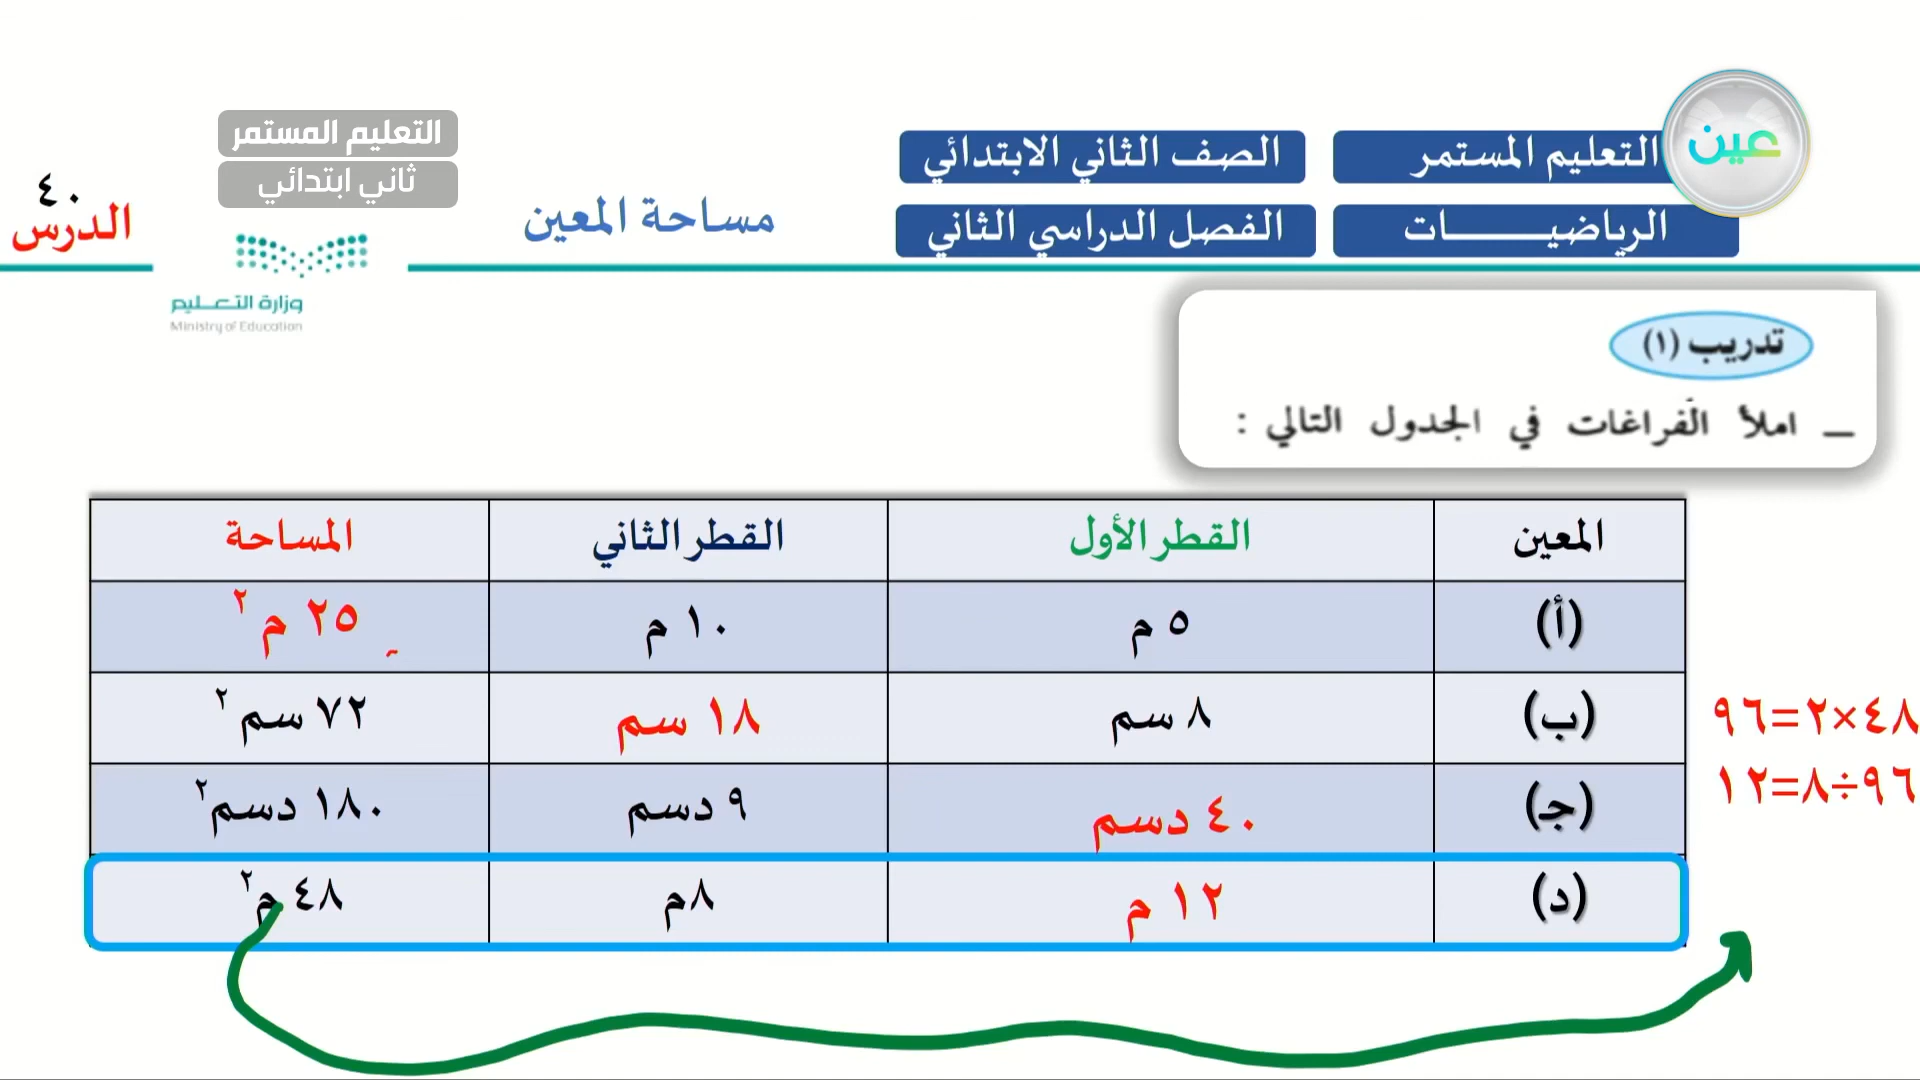 عين
التعليم المستمر
الصف الثاني الابتدائي
الرياضيـــــــات
الفصل الدراسي الثاني
مساحة المعين
التعليم المستمر
ثاني ابتدائي
٤٠
الدرس
وزارة التعـــليم
Ministry of Education
تدريب (١)
ــ املأ الفراغات في الجدول التالي :
المعين القطر الأول القطر الثاني المساحة
(أ) ٥ م ١٠ م ٢٥ م٢
(ب) ٨ سم ١٨ سم ٧٢ سم٢
(جـ) ٤٠ دسم ٩ دسم ١٨٠ دسم٢
(د) ١٢ م ٨م ٤٨ م٢
٤٨×٢=٩٦
٩٦÷٨=١٢